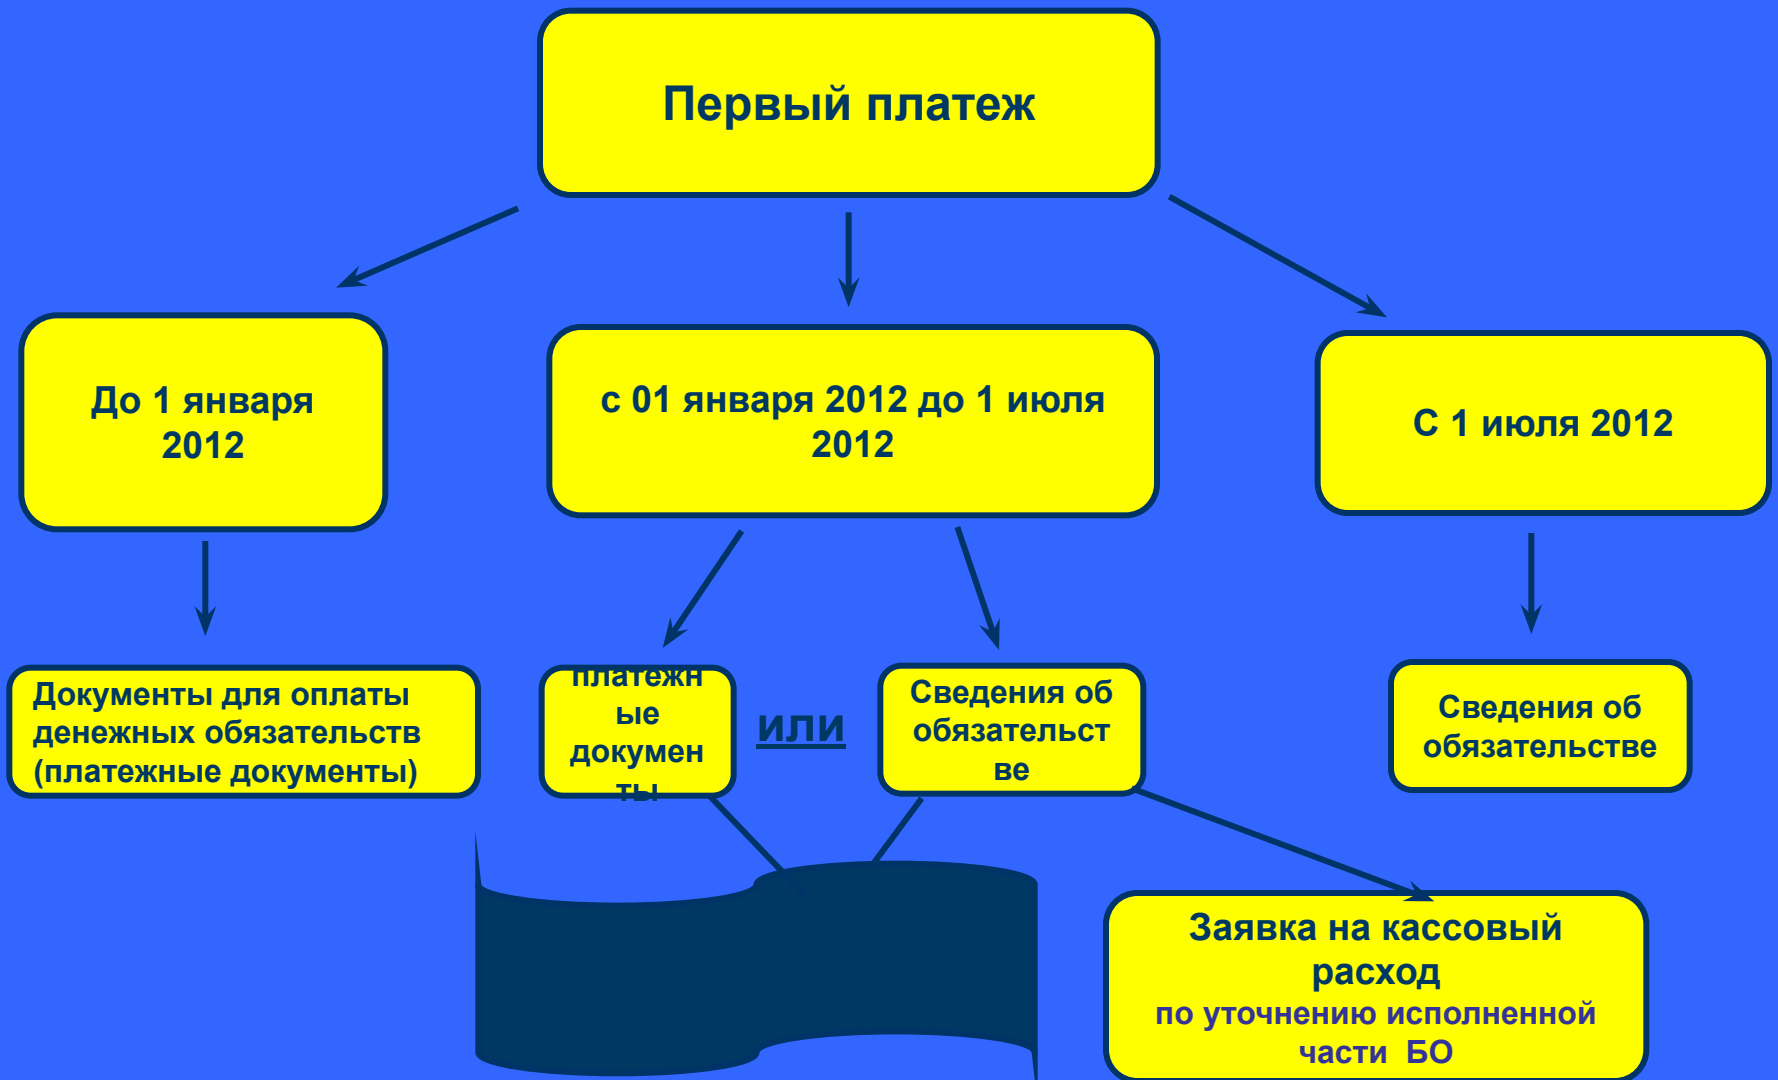 Первый платеж
До 1 января
2012
с 01 января 2012 до 1 июля
2012
С 1 июля 2012
Документы для оплаты
денежных обязательств
(платежные документы)
платежн
ые
докумен
ты
или
Сведения об
обязательст
ве
Сведения об
обязательстве
Заявка на кассовый
расход
по уточнению исполненной
части БО